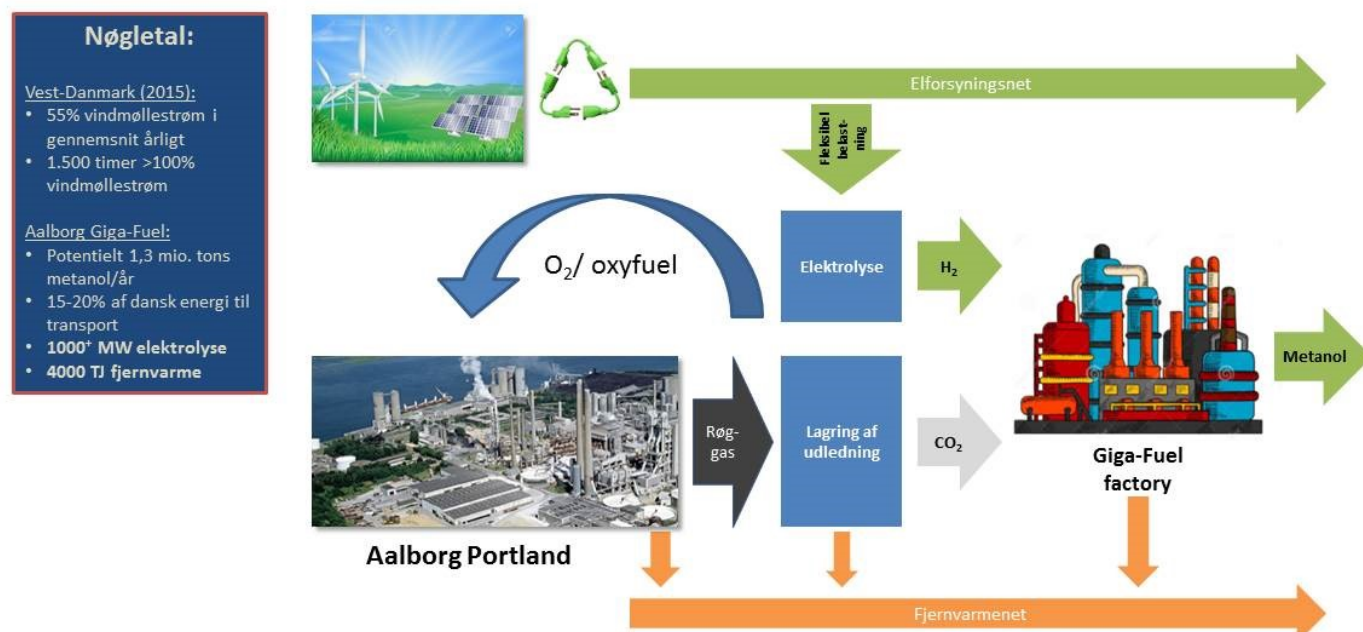 Nøgletal:
Vest-Danmark (2015):
• 55% vindmøllestrøm i
gennemsnit årligt
• 1.500 timer >100%
vindmøllestrøm
Aalborg Giga-Fuel:
• Potentielt 1,3 mio. tons
metanol/år
• 15-20% af dansk energi til
transport
• 1000⁺ MW elektrolyse
• 4000 TJ fjernvarme
Elforsyningsnet
Fleksibel
belast-
ning
O₂/ oxyfuel
Elektrolyse
H₂
Metanol
Røg-
gas
Lagring af
udledning
CO₂
Giga-Fuel
factory
Aalborg Portland
Fjernvarmenet